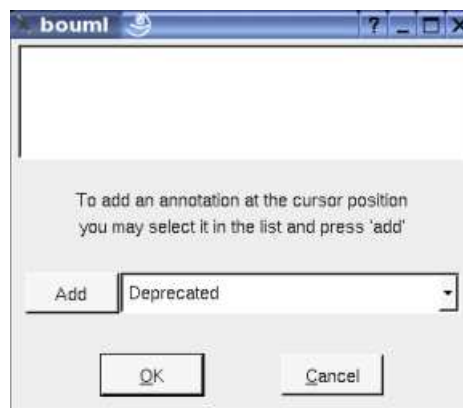 bouml
To add an annotation at the cursor position
you may select it in the list and press 'add'
Add Deprecated
OK Cancel